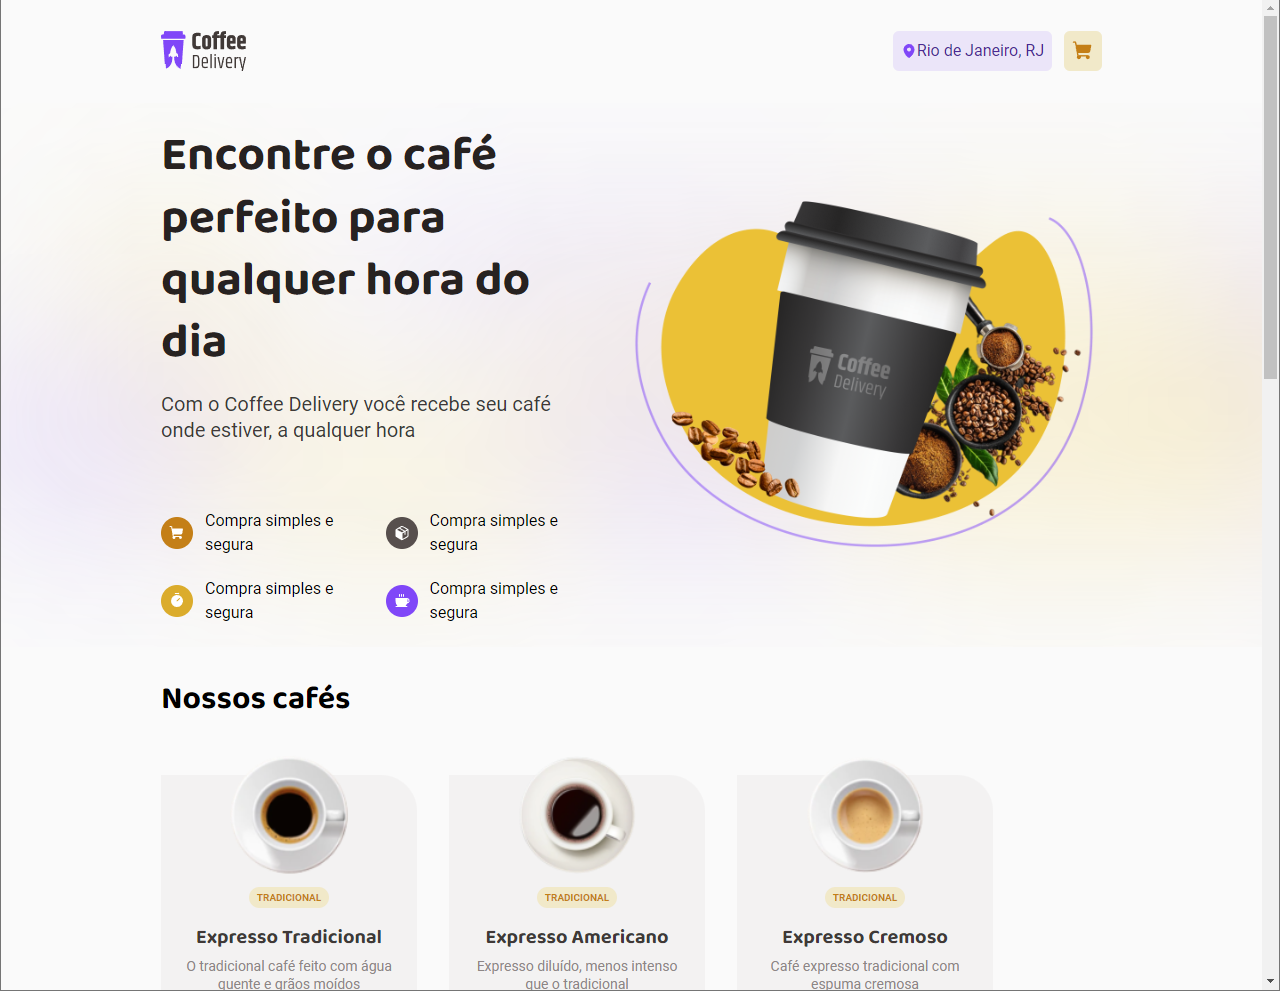 Coffee
Delivery
Rio de Janeiro, RJ
Encontre o café
perfeito para
qualquer hora do
dia
Com o Coffee Delivery você recebe seu café
onde estiver, a qualquer hora
Coffee
Delivery
Compra simples e
segura
Compra simples e
segura
Compra simples e
segura
Compra simples e
segura
Nossos cafés
TRADICIONAL
Expresso Tradicional
O tradicional café feito com água
quente e grãos moídos
TRADICIONAL
Expresso Americano
Expresso diluído, menos intenso
que o tradicional
TRADICIONAL
Expresso Cremoso
Café expresso tradicional com
espuma cremosa